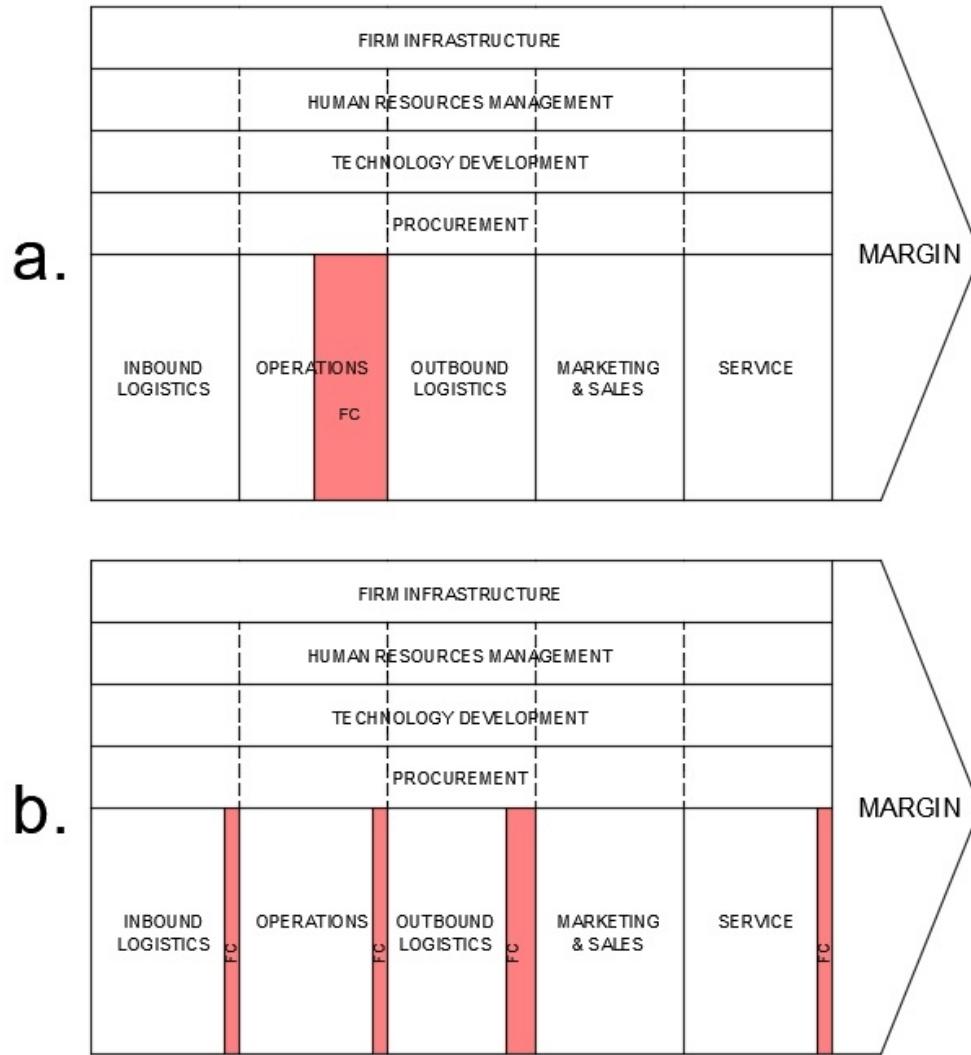 a.
FIRM INFRASTRUCTURE
HUMAN RESOURCES MANAGEMENT
TECHNOLOGY DEVELOPMENT
PROCUREMENT
INBOUND
LOGISTICS
OPERATIONS
FC
OUTBOUND
LOGISTICS
MARKETING
& SALES
SERVICE
MARGIN
b.
FIRM INFRASTRUCTURE
HUMAN RESOURCES MANAGEMENT
TECHNOLOGY DEVELOPMENT
PROCUREMENT
INBOUND
LOGISTICS
FC
OPERATIONS
FC
OUTBOUND
LOGISTICS
FC
MARKETING
& SALES
SERVICE
FC
MARGIN